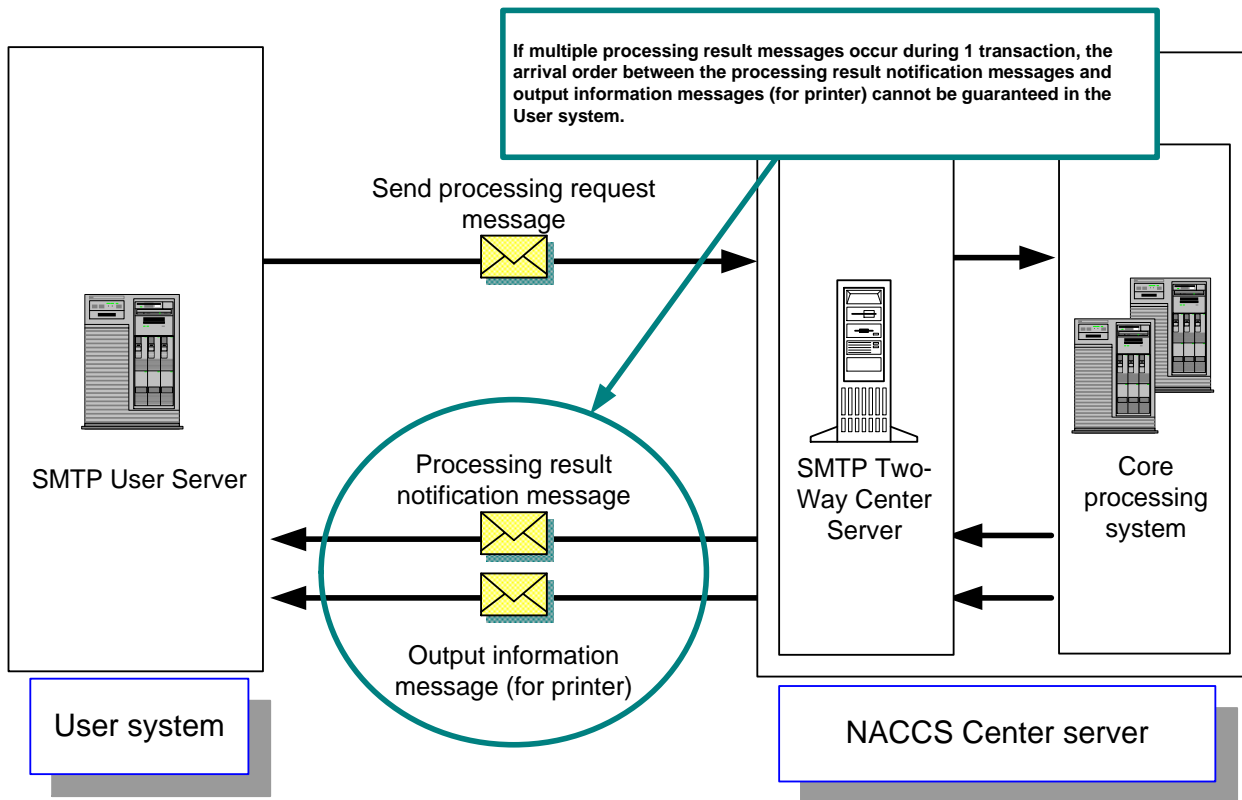 If multiple processing result messages occur during 1 transaction, the
arrival order between the processing result notification messages and
output information messages (for printer) cannot be guaranteed in the
User system.
Send processing request
message
SMTP User Server
Processing result
notification message
SMTP Two-
Way Center
Server
Core
processing
system
Output information
message (for printer)
User system
NACCS Center server